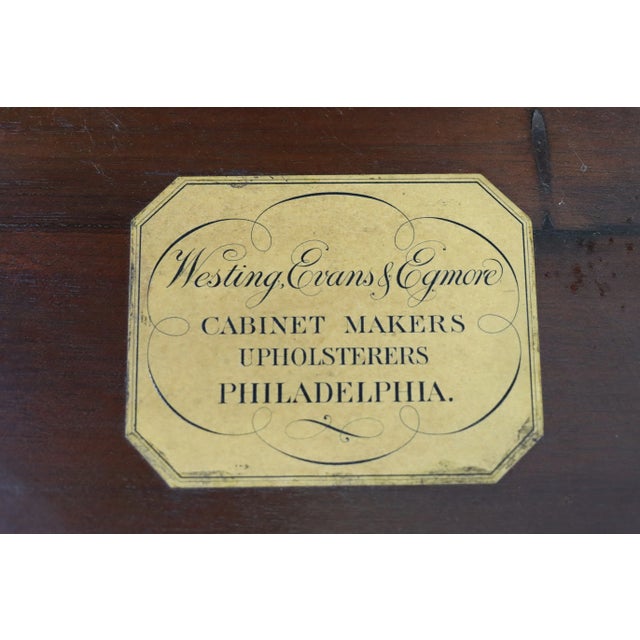 Westing, Evans & Egmore
CABINET MAKERS
UPHOLSTERERS
PHILADELPHIA.